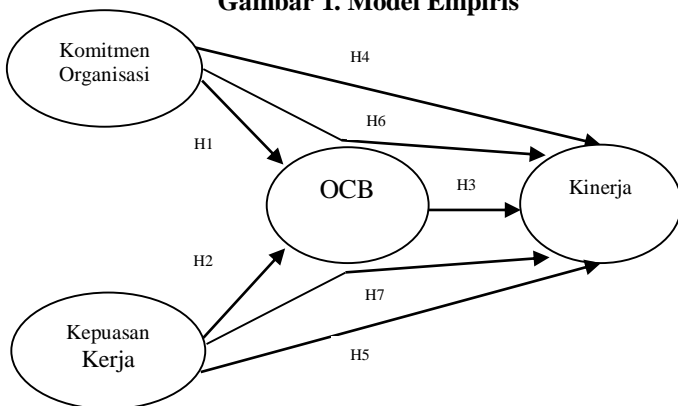 Gambar 1. Model Empiris
Komitmen
Organisasi
H4
H6
H1
OCB
H3
Kinerja
H2
H7
Kepuasan
Kerja
H5